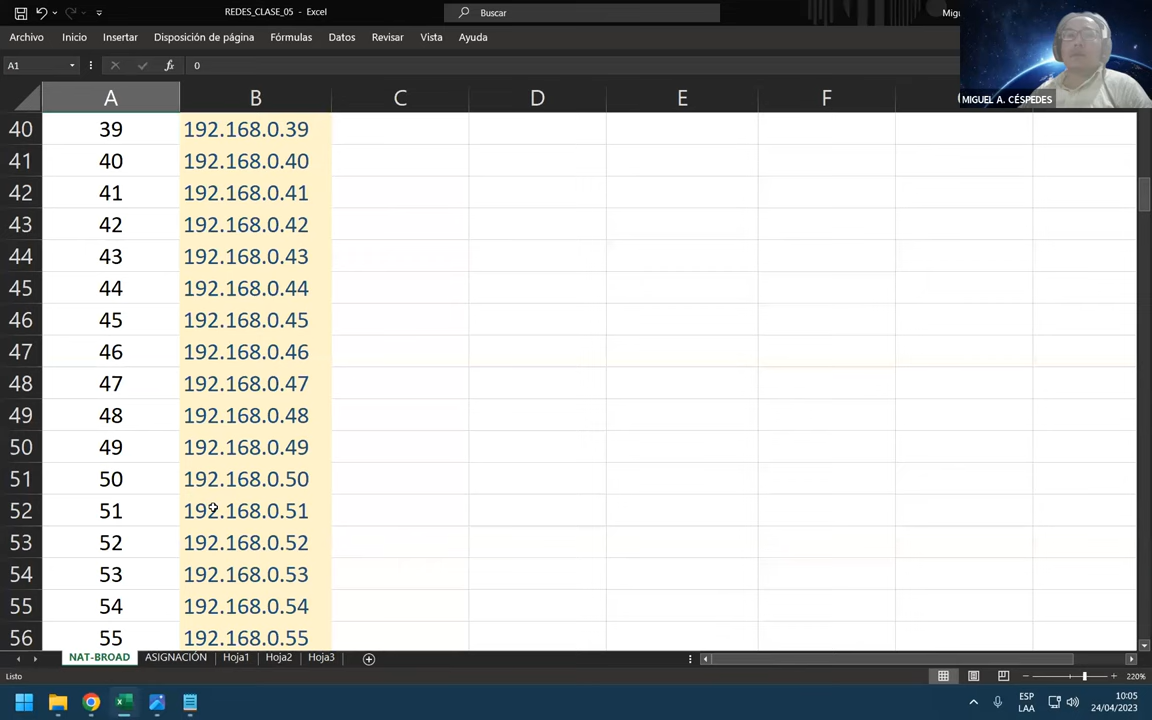 REDES_CLASE_05 - Excel
Buscar
Archivo Inicio Insertar Disposición de página Fórmulas Datos Revisar Vista Ayuda
MIGUEL A. CÉSPEDES
A1 fx 0
A B C D E F
40 39 192.168.0.39
41 40 192.168.0.40
42 41 192.168.0.41
43 42 192.168.0.42
44 43 192.168.0.43
45 44 192.168.0.44
46 45 192.168.0.45
47 46 192.168.0.46
48 47 192.168.0.47
49 48 192.168.0.48
50 49 192.168.0.49
51 50 192.168.0.50
52 51 192.168.0.51
53 52 192.168.0.52
54 53 192.168.0.53
55 54 192.168.0.54
56 55 192.168.0.55
NAT-BROAD ASIGNACIÓN Hoja1 Hoja2 Hoja3
Listo 220%
ESP 10:05
LAA 24/04/2023